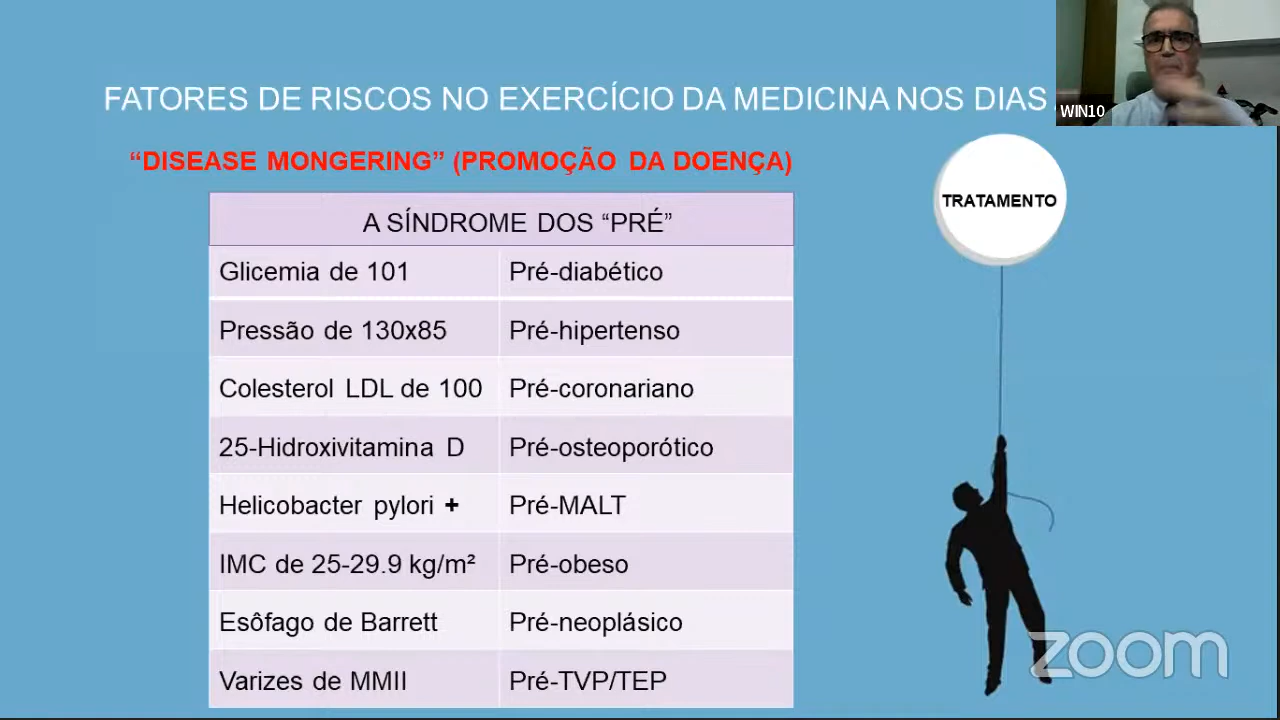 FATORES DE RISCOS NO EXERCÍCIO DA MEDICINA NOS DIAS
WIN10
“DISEASE MONGERING” (PROMOÇÃO DA DOENÇA)
A SÍNDROME DOS “PRÉ”
Glicemia de 101 Pré-diabético
Pressão de 130x85 Pré-hipertenso
Colesterol LDL de 100 Pré-coronariano
25-Hidroxivitamina D Pré-osteoporótico
Helicobacter pylori + Pré-MALT
IMC de 25-29.9 kg/m² Pré-obeso
Esôfago de Barrett Pré-neoplásico
Varizes de MMII Pré-TVP/TEP
TRATAMENTO
zoom